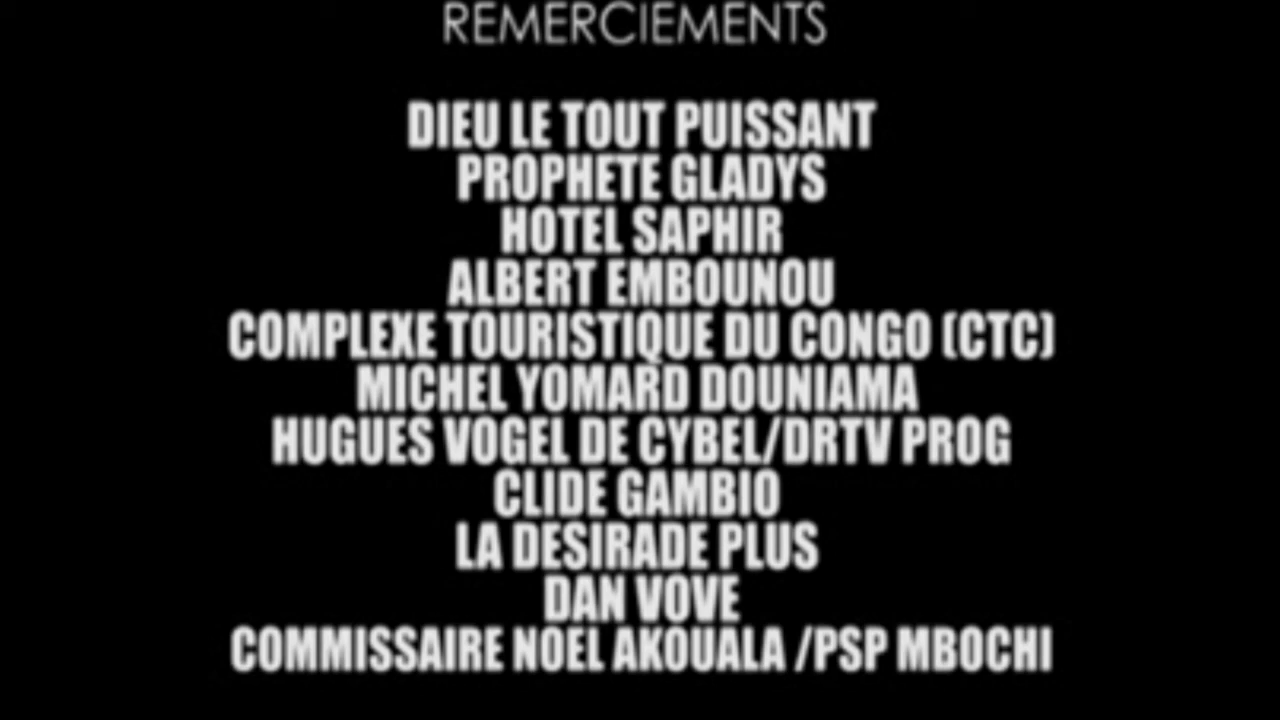 REMERCIEMENTS
DIEU LE TOUT PUISSANT
PROPHETE GLADYS
HOTEL SAPHIR
ALBERT EMBOUNOU
COMPLEXE TOURISTIQUE DU CONGO (CTC)
MICHEL YOMARD DOUNIAMA
HUGUES VOGEL DE CYBEL/DRTV PROG
CLIDE GAMBIO
LA DESIRADE PLUS
DAN VOVE
COMMISSAIRE NOEL AKOUALA /PSP MBOCHI